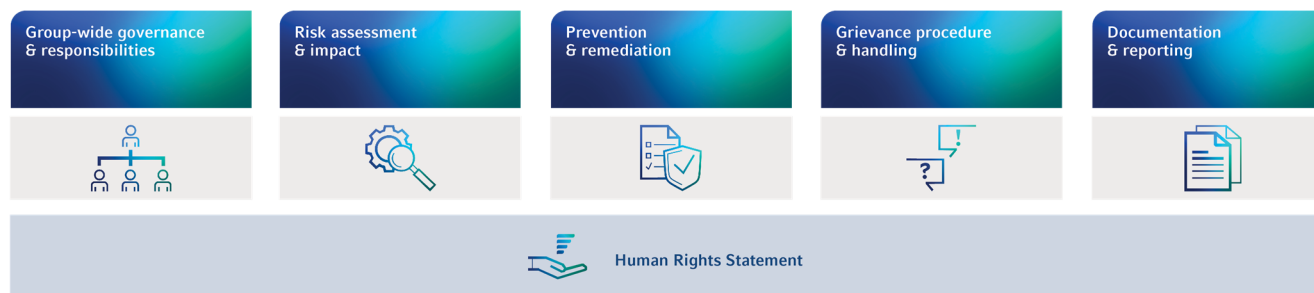 Group-wide governance
& responsibilities
Risk assessment
& impact
Prevention
& remediation
Grievance procedure
& handling
Documentation
& reporting
!
?
Human Rights Statement